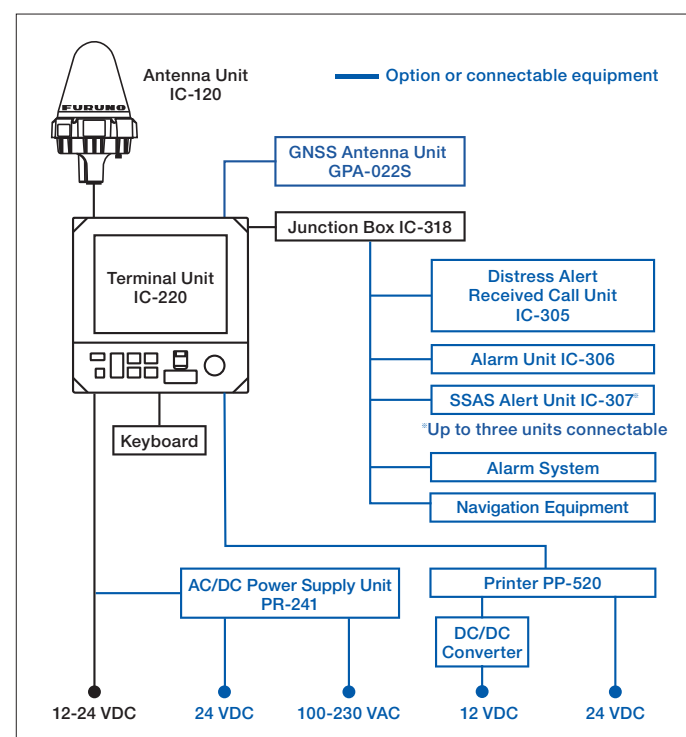 Antenna Unit
IC-120
Option or connectable equipment
FURUNO
GNSS Antenna Unit
GPA-022S
Junction Box IC-318
Terminal Unit
IC-220
Distress Alert
Received Call Unit
IC-305
Alarm Unit IC-306
SSAS Alert Unit IC-307※
※Up to three units connectable
Keyboard
Alarm System
Navigation Equipment
AC/DC Power Supply Unit
PR-241
Printer PP-520
DC/DC
Converter
12-24 VDC
24 VDC
100-230 VAC
12 VDC
24 VDC